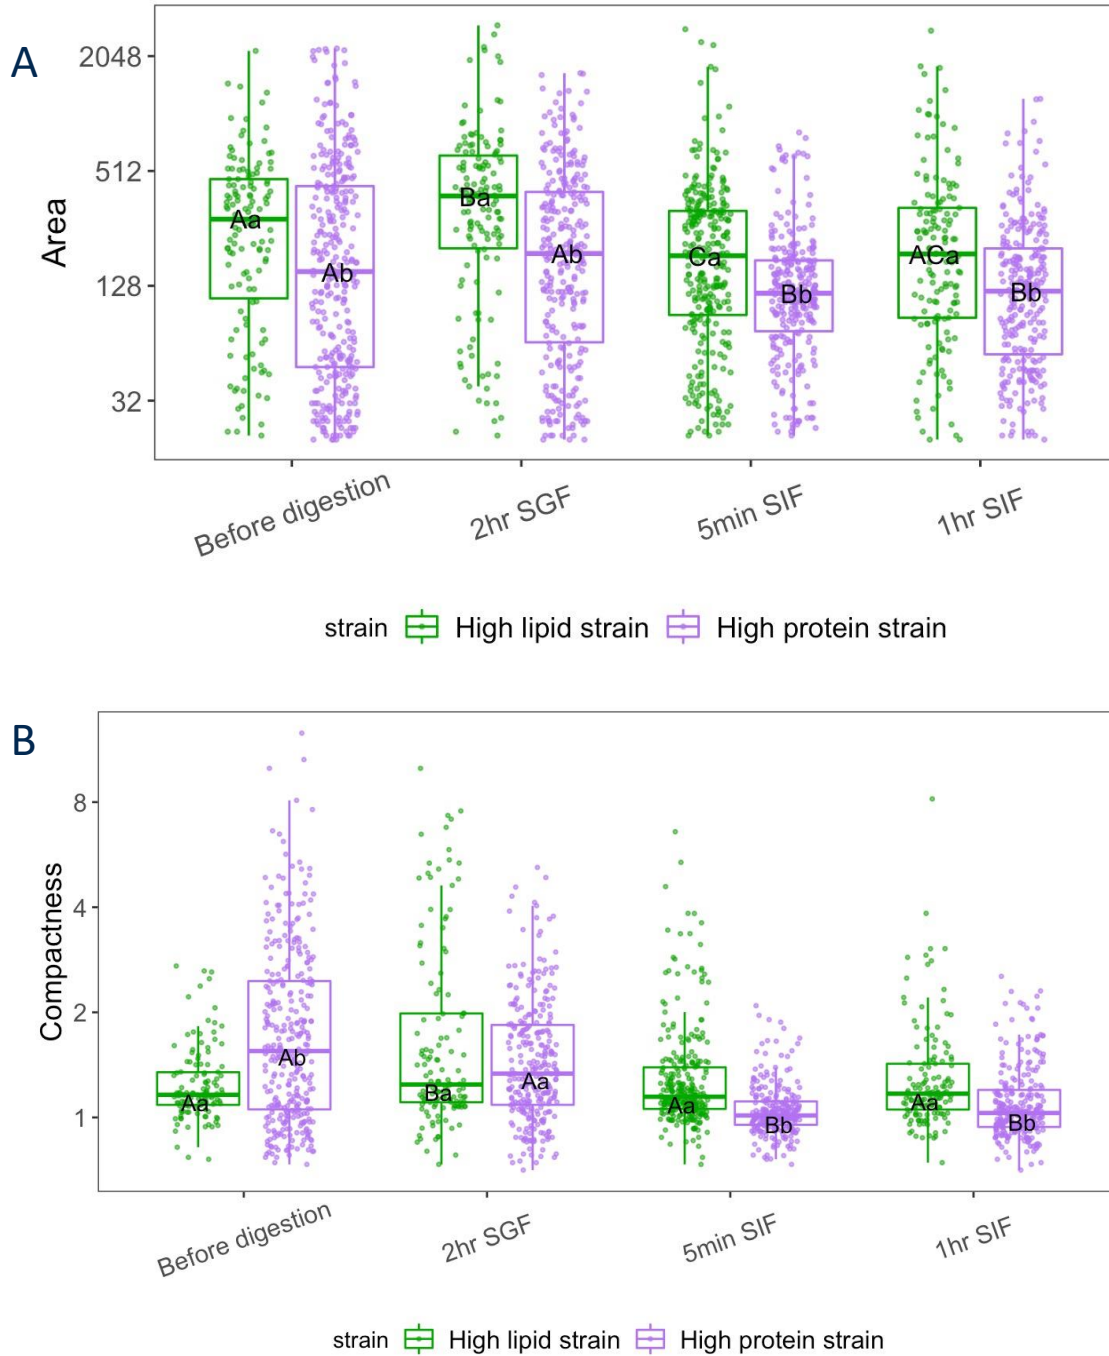 A
2048
512
128
32
Area
Aa
Ab
Ba
Ab
Ca
Bb
ACa
Bb
Before digestion
2hr SGF
5min SIF
1hr SIF
strain High lipid strain High protein strain
B
8
4
2
1
Compactness
Aa
Ab
Ba
Aa
Aa
Bb
Aa
Bb
Before digestion
2hr SGF
5min SIF
1hr SIF
strain High lipid strain High protein strain